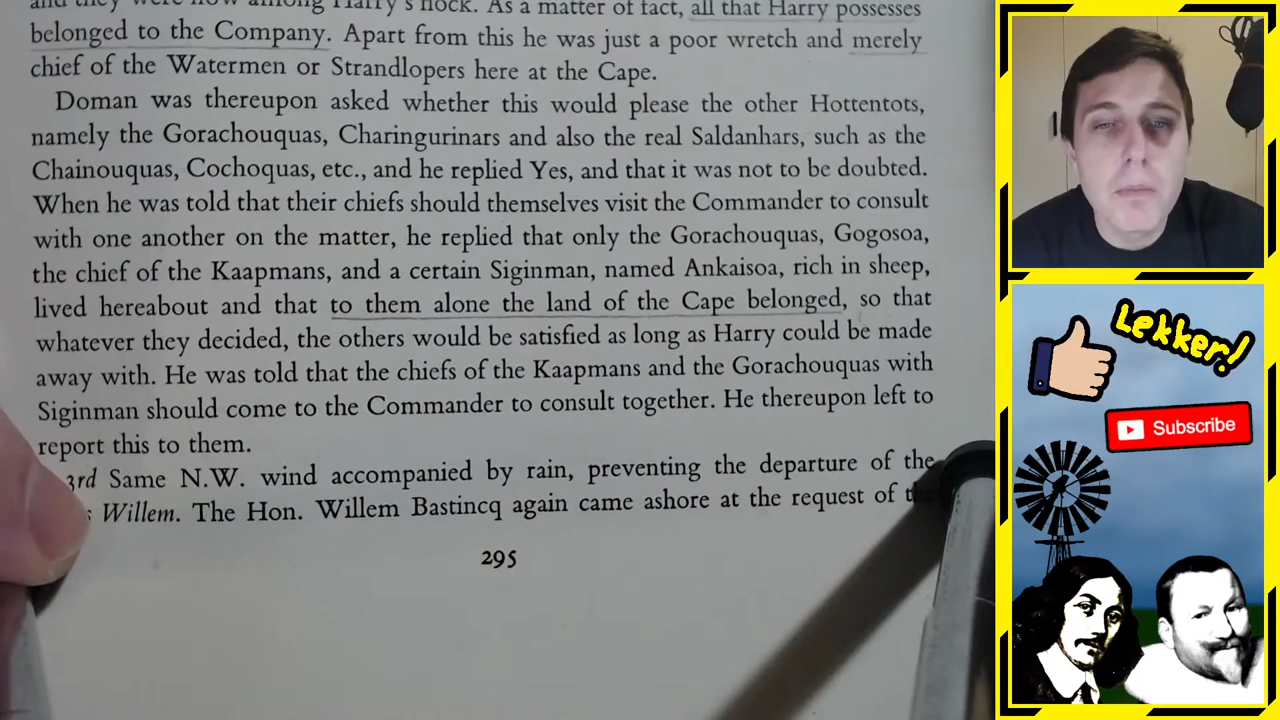 and they were now among Harry's flock. As a matter of fact, all that Harry possesses
belonged to the Company. Apart from this he was just a poor wretch and merely
chief of the Watermen or Strandlopers here at the Cape.
Doman was thereupon asked whether this would please the other Hottentots,
namely the Gorachouquas, Charingurinars and also the real Saldanhars, such as the
Chainouquas, Cochoquas, etc., and he replied Yes, and that it was not to be doubted.
When he was told that their chiefs should themselves visit the Commander to consult
with one another on the matter, he replied that only the Gorachouquas, Gogosoa,
the chief of the Kaapmans, and a certain Siginman, named Ankaisoa, rich in sheep,
lived hereabout and that to them alone the land of the Cape belonged, so that
whatever they decided, the others would be satisfied as long as Harry could be made
away with. He was told that the chiefs of the Kaapmans and the Gorachouquas with
Siginman should come to the Commander to consult together. He thereupon left to
report this to them.
3rd Same N.W. wind accompanied by rain, preventing the departure of the
Willem. The Hon. Willem Bastincq again came ashore at the request of
295
Lekker!
Subscribe